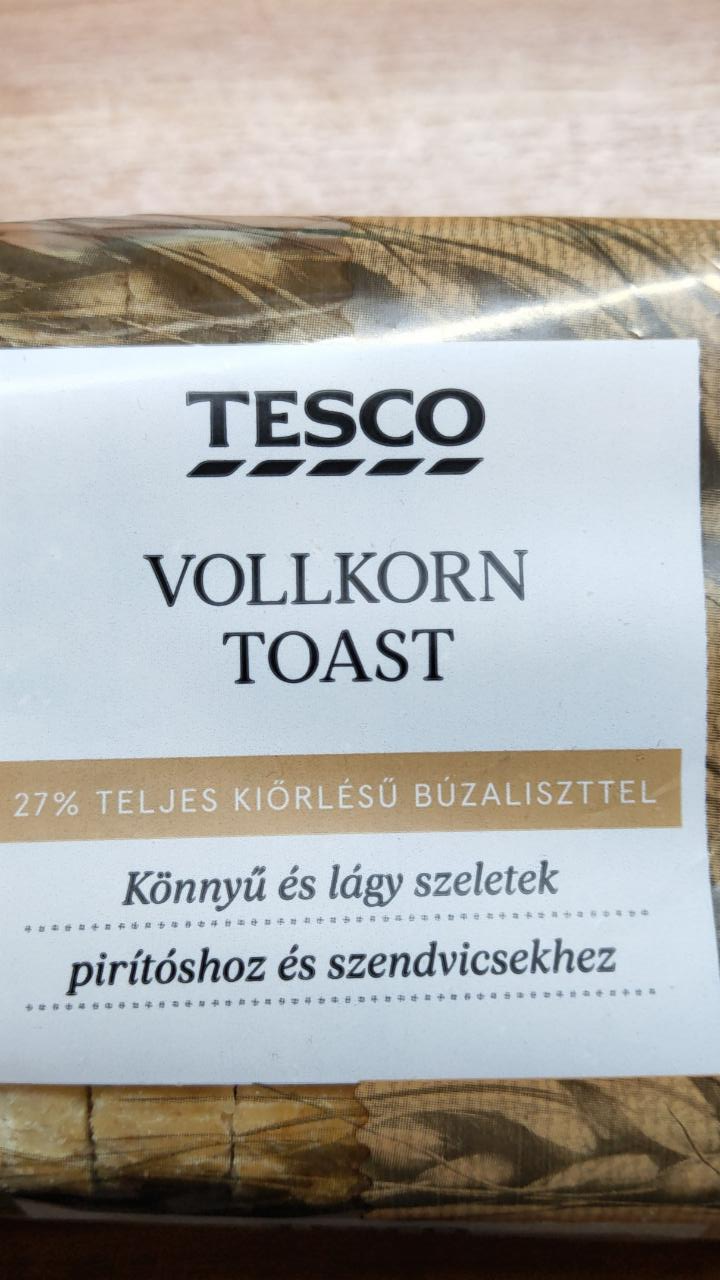 TESCO
VOLLKORN
TOAST
27% TELJES KIŐRLÉSŰ BÚZALISZTTEL
Könnyű és lágy szeletek
pirítóshoz és szendvicsekhez